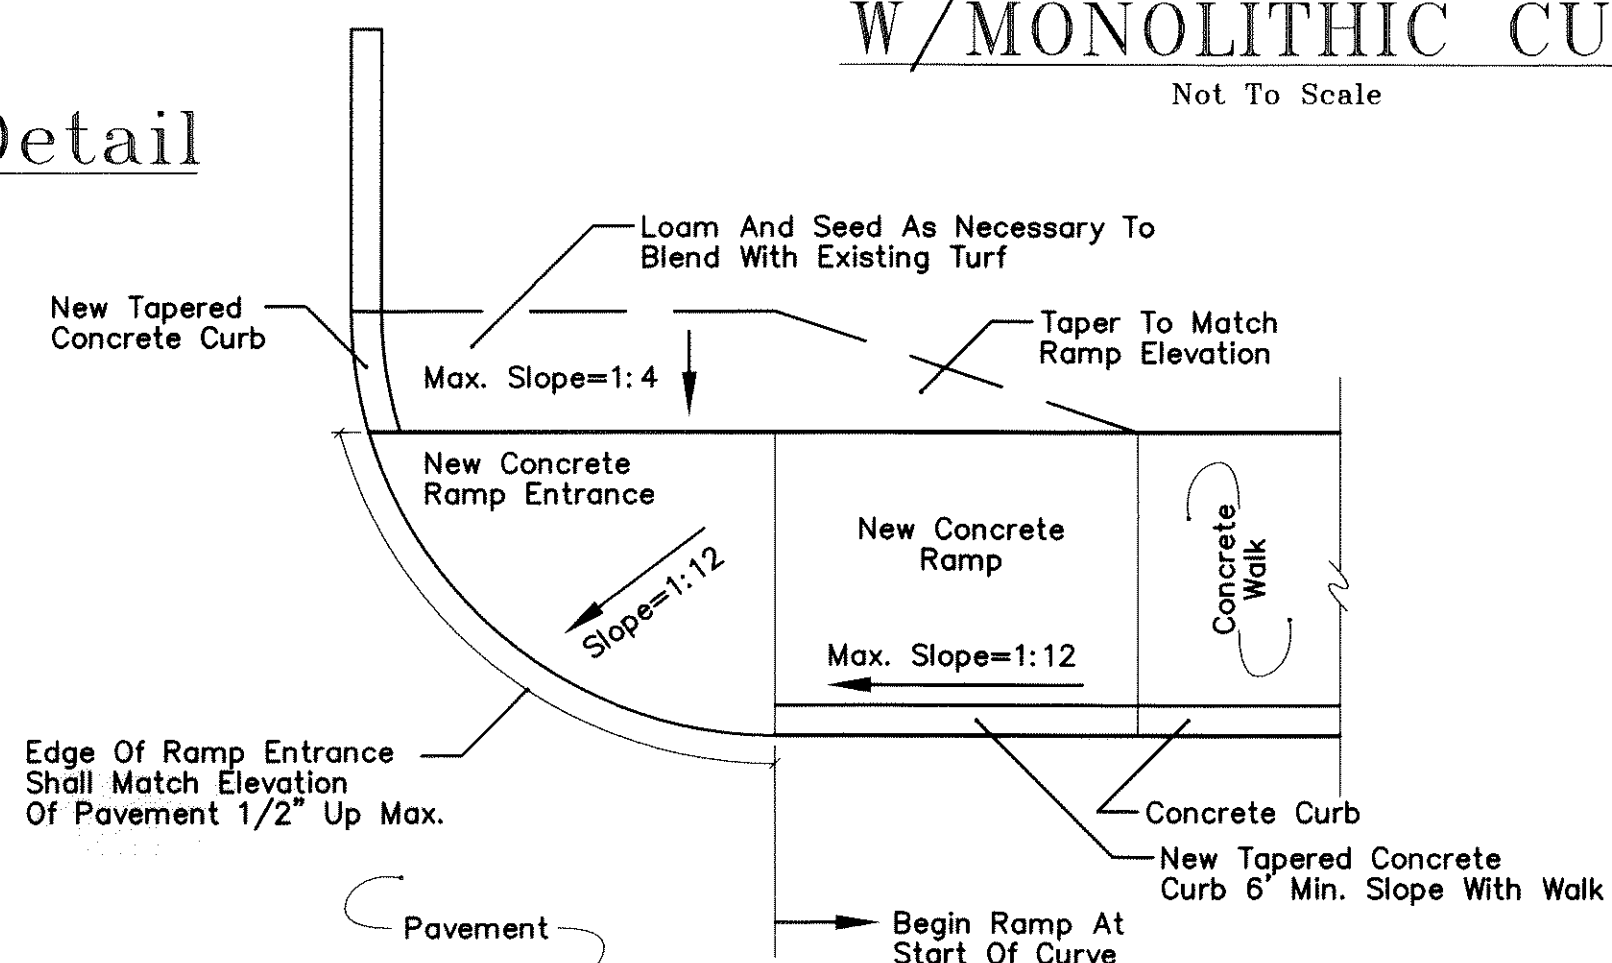 W/MONOLITHIC CU
Not To Scale
Detail
Loam And Seed As Necessary To
Blend With Existing Turf
New Tapered
Concrete Curb
Taper To Match
Ramp Elevation
Max. Slope=1:4
New Concrete
Ramp Entrance
New Concrete
Ramp
Concrete
Walk
Slope=1:12
Max. Slope=1:12
Edge Of Ramp Entrance
Shall Match Elevation
Of Pavement 1/2" Up Max.
Concrete Curb
New Tapered Concrete
Curb 6' Min. Slope With Walk
Pavement
Begin Ramp At
Start Of Curve